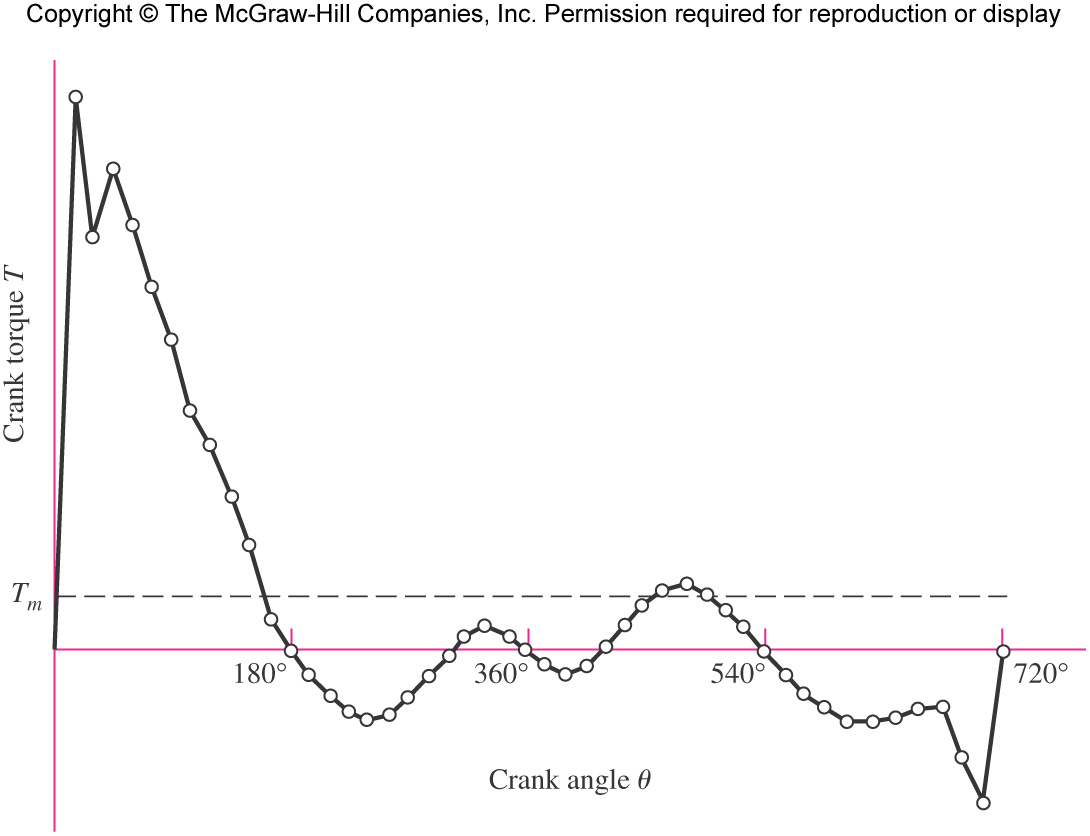 Copyright © The McGraw-Hill Companies, Inc. Permission required for reproduction or display
Crank torque T
Tm
180°
360°
540°
720°
Crank angle θ